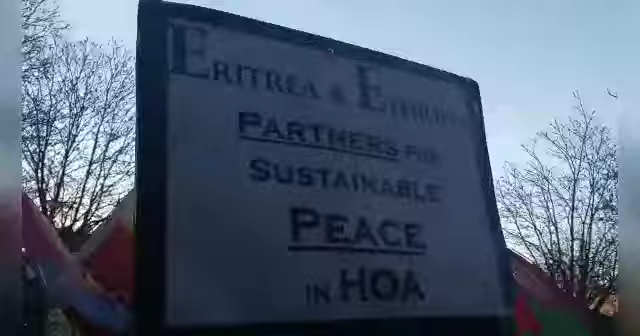 ERITREA & ETHIOPIA
PARTNERS FOR
SUSTAINABLE
PEACE
IN HOA